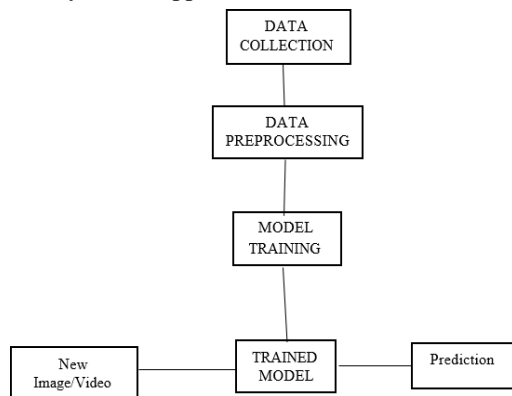 DATA
COLLECTION
DATA
PREPROCESSING
MODEL
TRAINING
TRAINED
MODEL
New
Image/Video
Prediction